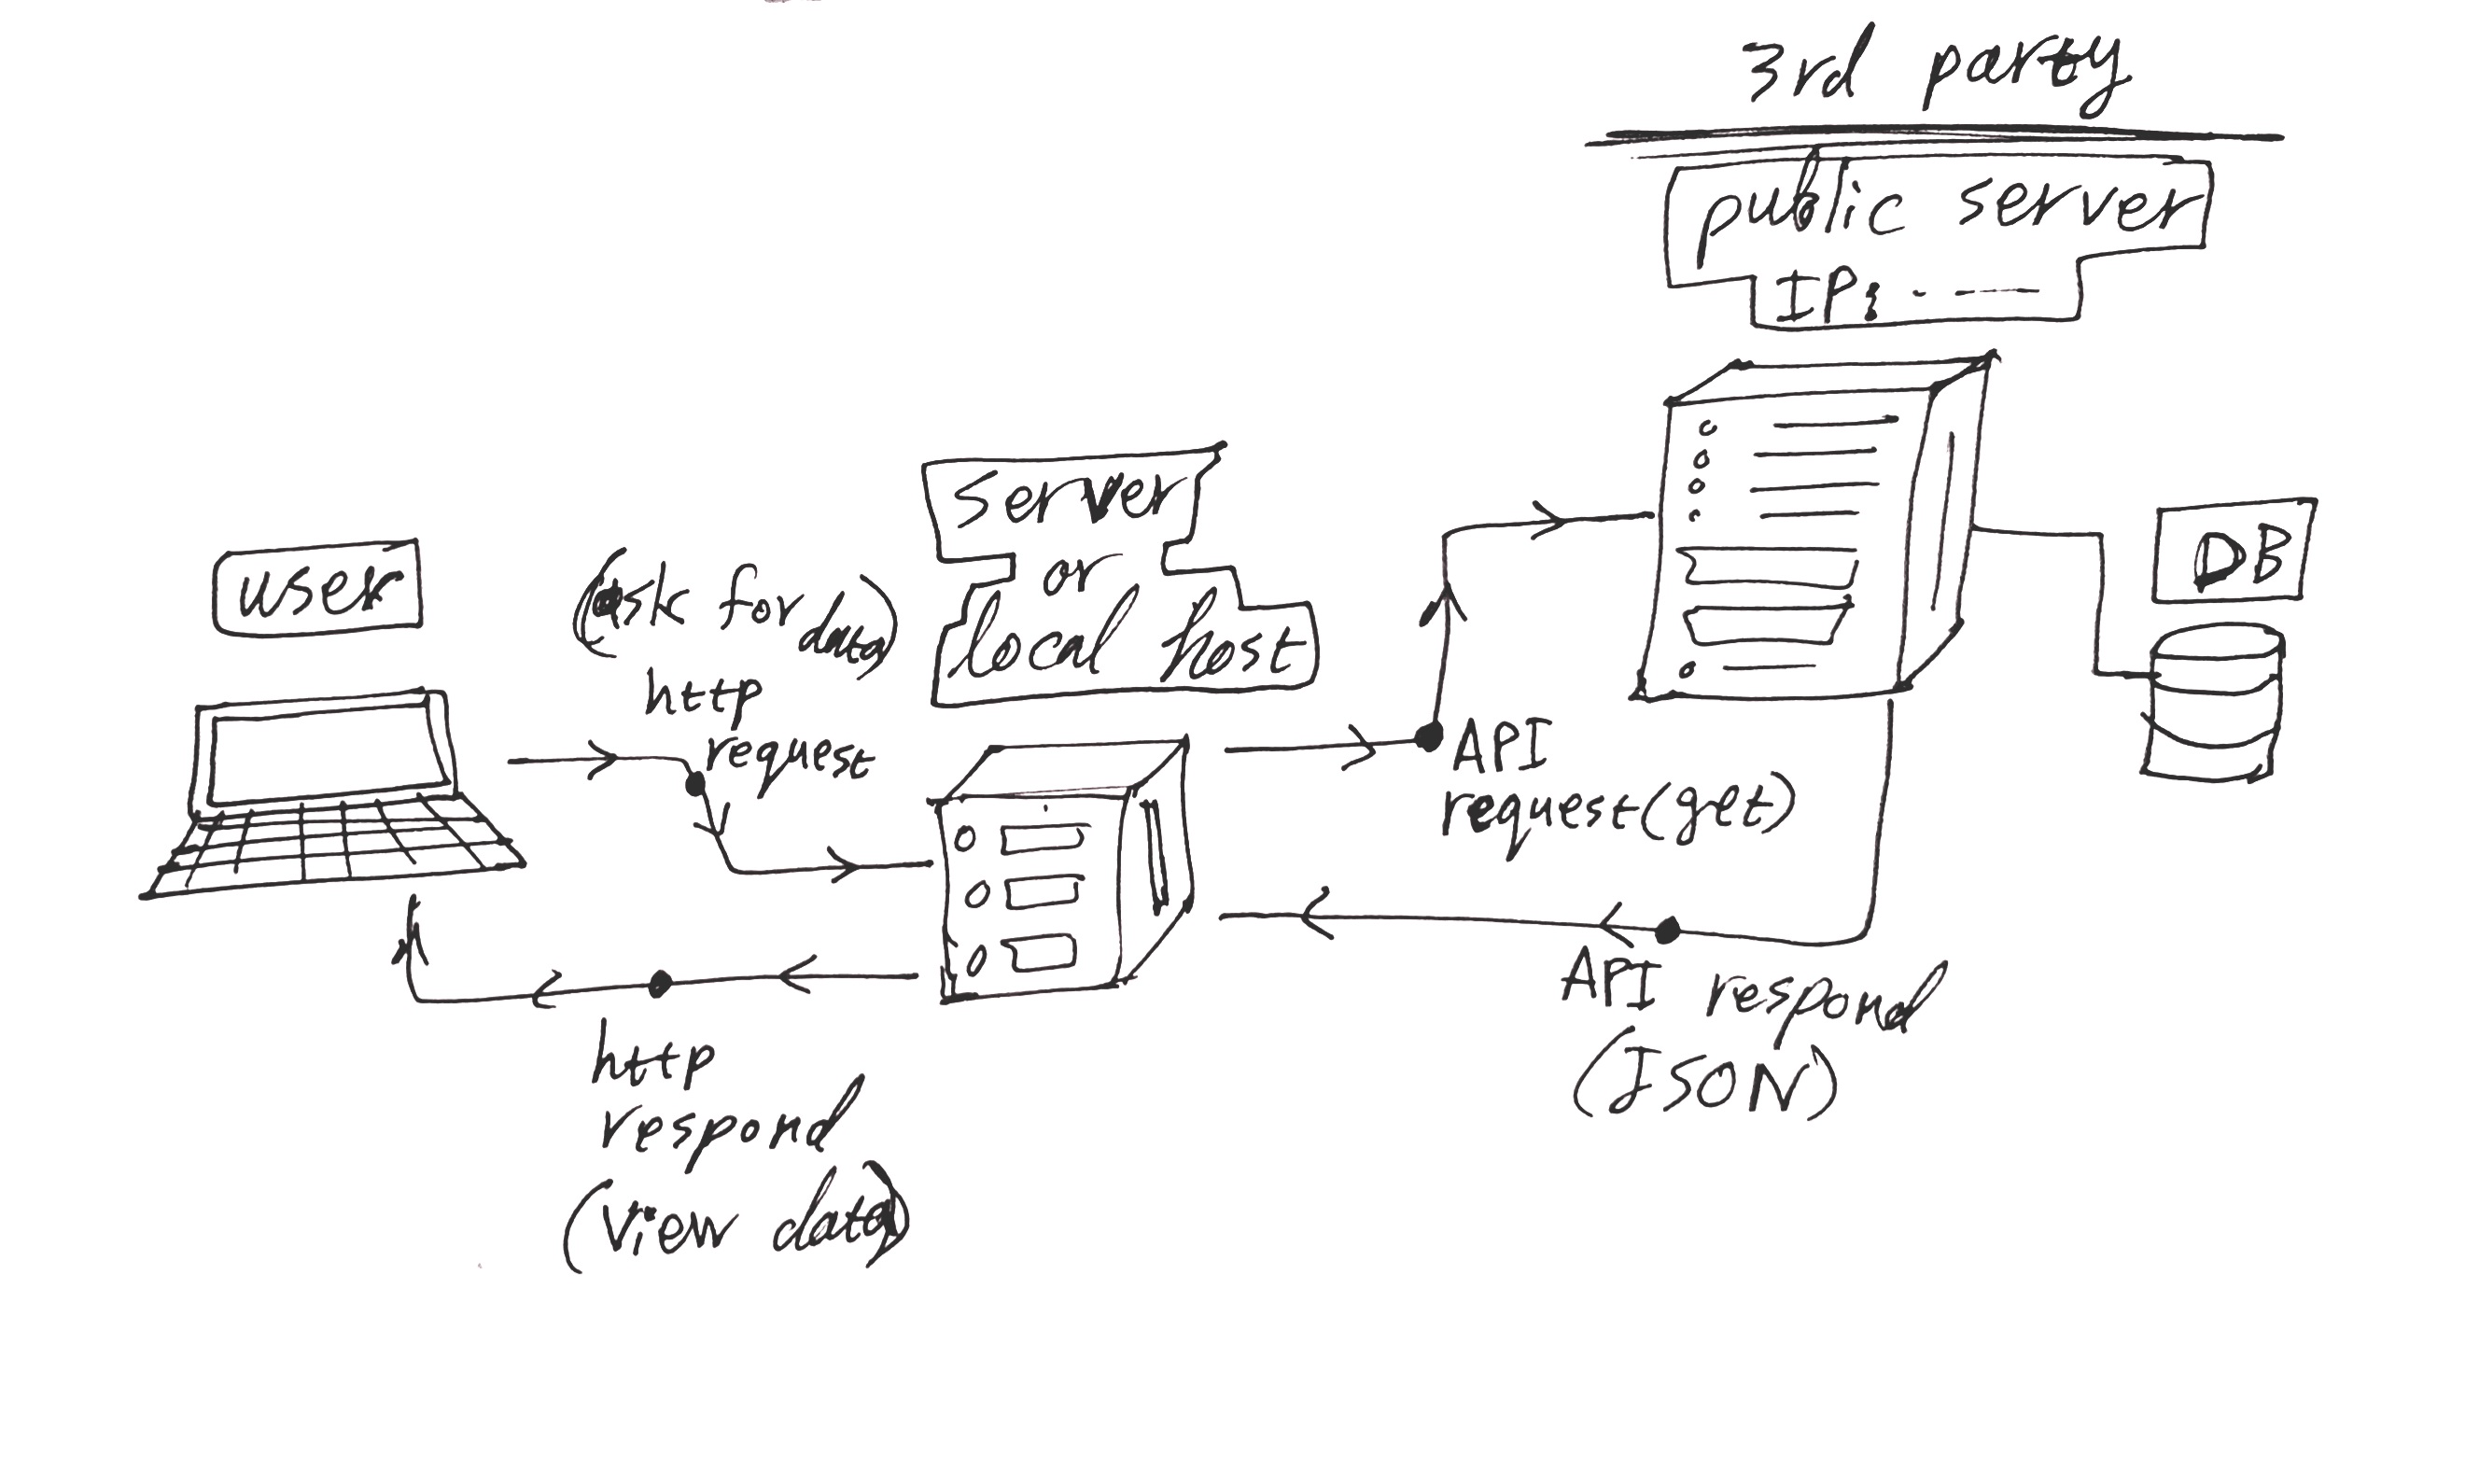 3rd party
public server
IP:
server
or
local host
user
(ask for
data)
http
request
API
request(get)
DB
API respond
(JSON)
http
respond
(view data)